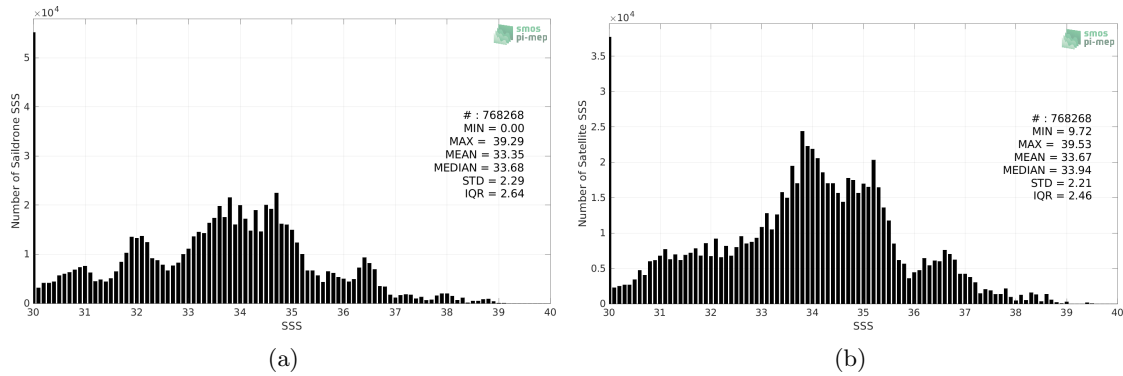 ×10⁴
smos
pi-mep
Number of Saildrone SSS
5
4
3
2
1
0
# : 768268
MIN = 0.00
MAX = 39.29
MEAN = 33.35
MEDIAN = 33.68
STD = 2.29
IQR = 2.64
30 31 32 33 34 35 36 37 38 39 40
SSS
(a)
×10⁴
smos
pi-mep
Number of Satellite SSS
3.5
3
2.5
2
1.5
1
0.5
0
# : 768268
MIN = 9.72
MAX = 39.53
MEAN = 33.67
MEDIAN = 33.94
STD = 2.21
IQR = 2.46
30 31 32 33 34 35 36 37 38 39 40
SSS
(b)